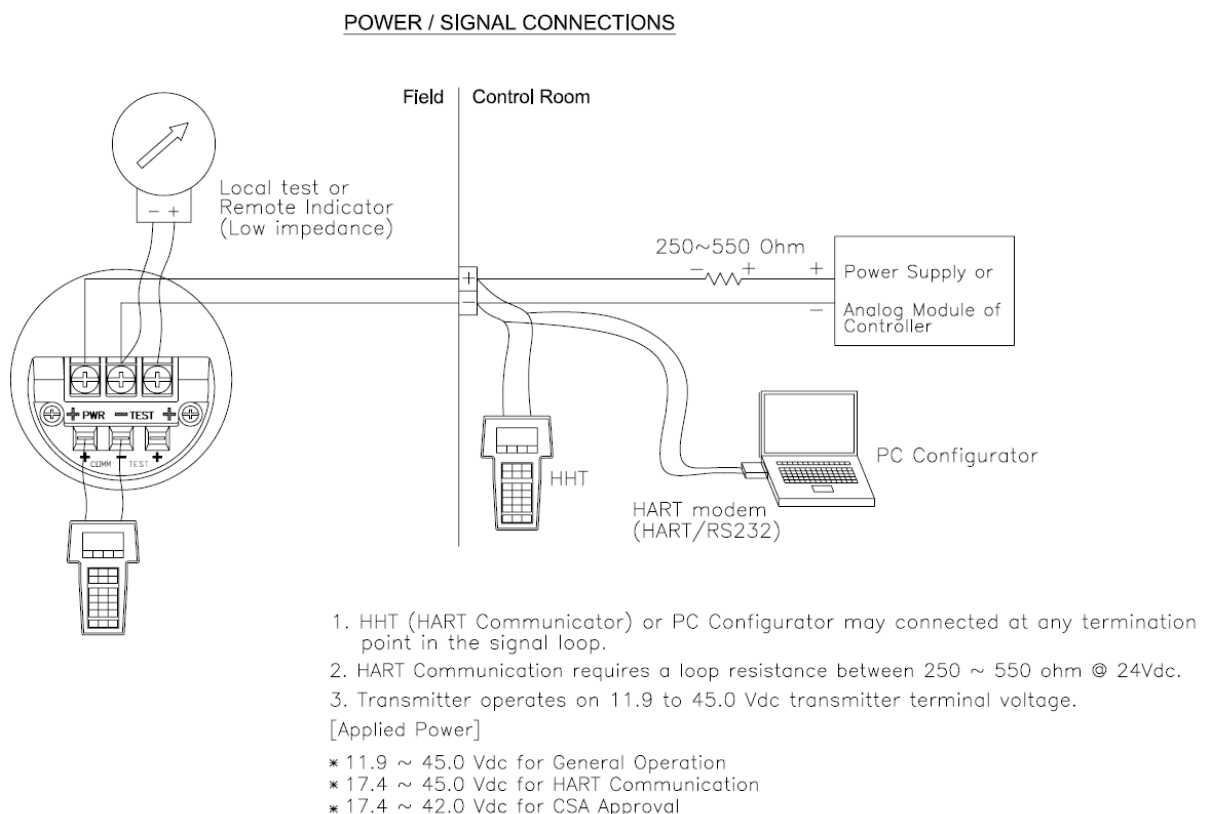 POWER / SIGNAL CONNECTIONS
Field
Control Room
Local test or
Remote Indicator
(Low impedance)
- +
250~550 Ohm
- +
+
-
+
-
Power Supply or
Analog Module of
Controller
+ PWR - TEST +
+ COMM - TEST +
HHT
PC Configurator
HART modem
(HART/RS232)
1. HHT (HART Communicator) or PC Configurator may connected at any termination
point in the signal loop.
2. HART Communication requires a loop resistance between 250 ~ 550 ohm @ 24Vdc.
3. Transmitter operates on 11.9 to 45.0 Vdc transmitter terminal voltage.
[Applied Power]
* 11.9 ~ 45.0 Vdc for General Operation
* 17.4 ~ 45.0 Vdc for HART Communication
* 17.4 ~ 42.0 Vdc for CSA Approval